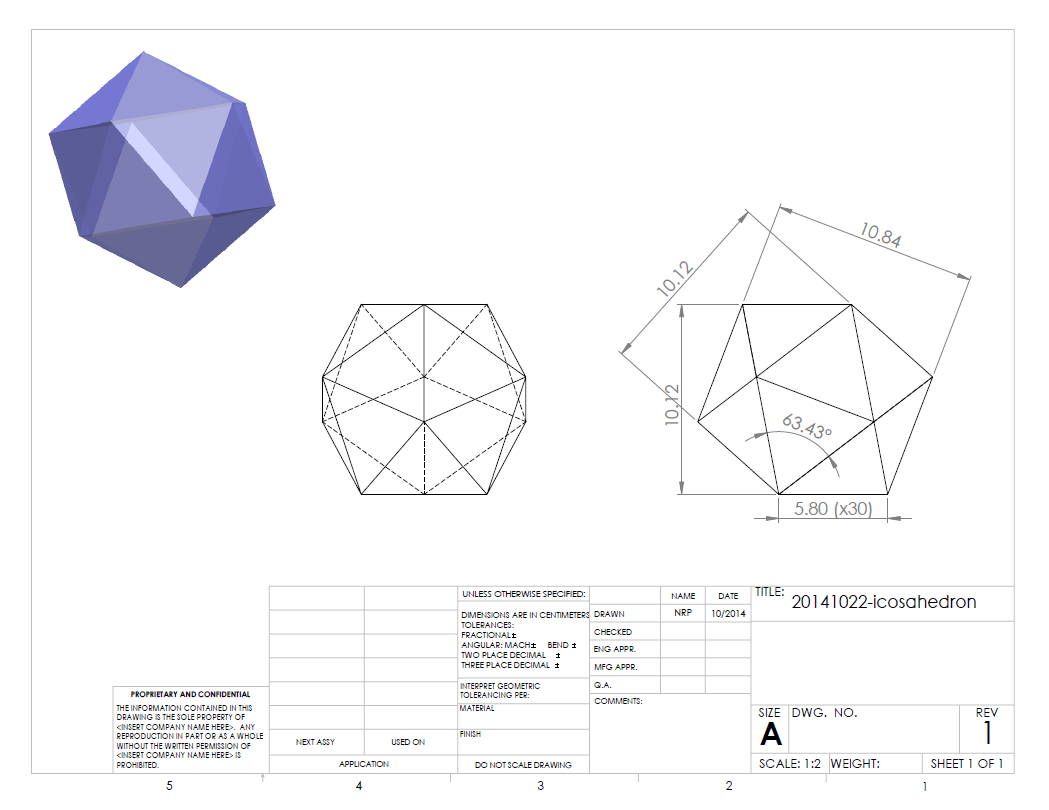 10.84
10.12
10.12
63.43°
5.80 (x30)
UNLESS OTHERWISE SPECIFIED:
DIMENSIONS ARE IN CENTIMETERS
TOLERANCES:
FRACTIONAL±
ANGULAR: MACH± BEND ±
TWO PLACE DECIMAL ±
THREE PLACE DECIMAL ±
INTERPRET GEOMETRIC
TOLERANCING PER:
MATERIAL
FINISH
DO NOT SCALE DRAWING
NAME DATE
DRAWN NRP 10/2014
CHECKED
ENG APPR.
MFG APPR.
Q.A.
COMMENTS:
TITLE:
20141022-icosahedron
SIZE DWG. NO. REV
A 1
SCALE: 1:2 WEIGHT: SHEET 1 OF 1
PROPRIETARY AND CONFIDENTIAL
THE INFORMATION CONTAINED IN THIS
DRAWING IS THE SOLE PROPERTY OF
<INSERT COMPANY NAME HERE>. ANY
REPRODUCTION IN PART OR AS A WHOLE
WITHOUT THE WRITTEN PERMISSION OF
<INSERT COMPANY NAME HERE> IS
PROHIBITED.
NEXT ASSY USED ON
APPLICATION
5 4 3 2 1